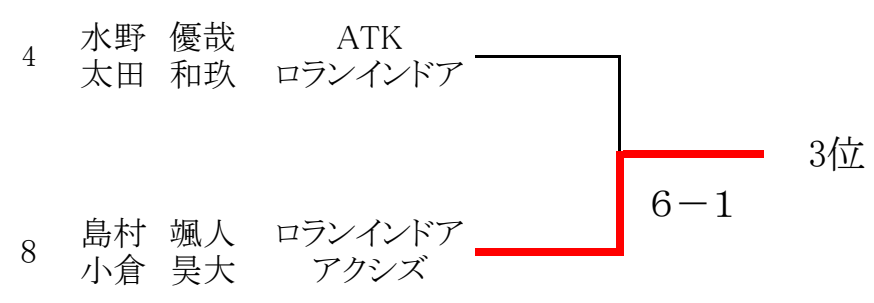 4 水野 優哉 ATK
太田 和玖 ロランインドア
3位
6－1
8 島村 颯人 ロランインドア
小倉 昊大 アクシズ